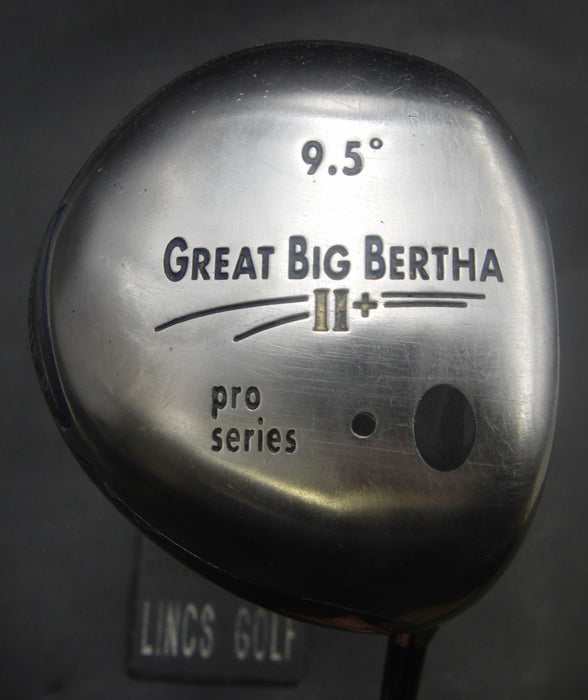 9.5°
GREAT BIG BERTHA
II+
pro
series
LINCS GOLF